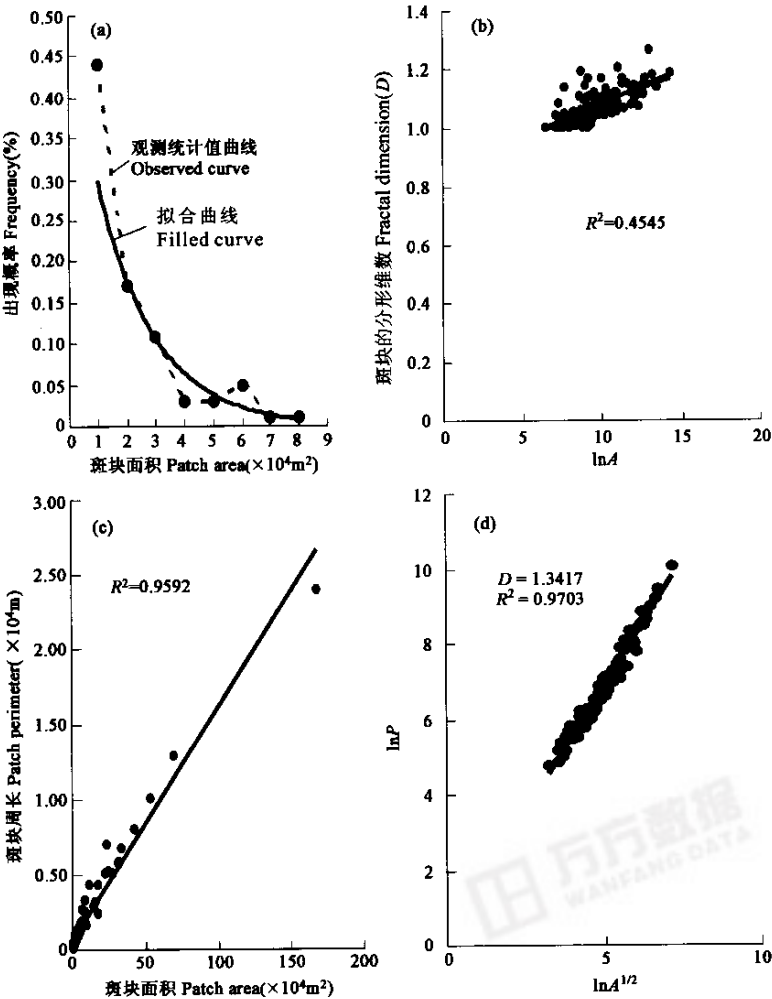 (a)
出现概率 Frequency(%)
0.50
0.45
0.40
0.35
0.30
0.25
0.20
0.15
0.10
0.05
0
观测统计值曲线
Observed curve
拟合曲线
Filled curve
0 1 2 3 4 5 6 7 8 9
斑块面积 Patch area(×10⁴m²)
(b)
斑块的分形维数 Fractal dimension(D)
1.4
1.2
1.0
0.8
0.6
0.4
0.2
0
R²=0.4545
0 5 10 15 20
lnA
(c)
斑块周长 Patch perimeter( ×10⁴m)
3.00
2.50
2.00
1.50
1.00
0.50
0
R²=0.9592
0 50 100 150 200
斑块面积 Patch area(×10⁴m²)
(d)
lnP
12
10
8
6
4
2
0
D = 1.3417
R² = 0.9703
0 5 10
lnA¹/²
万方数据
WANFANG DATA